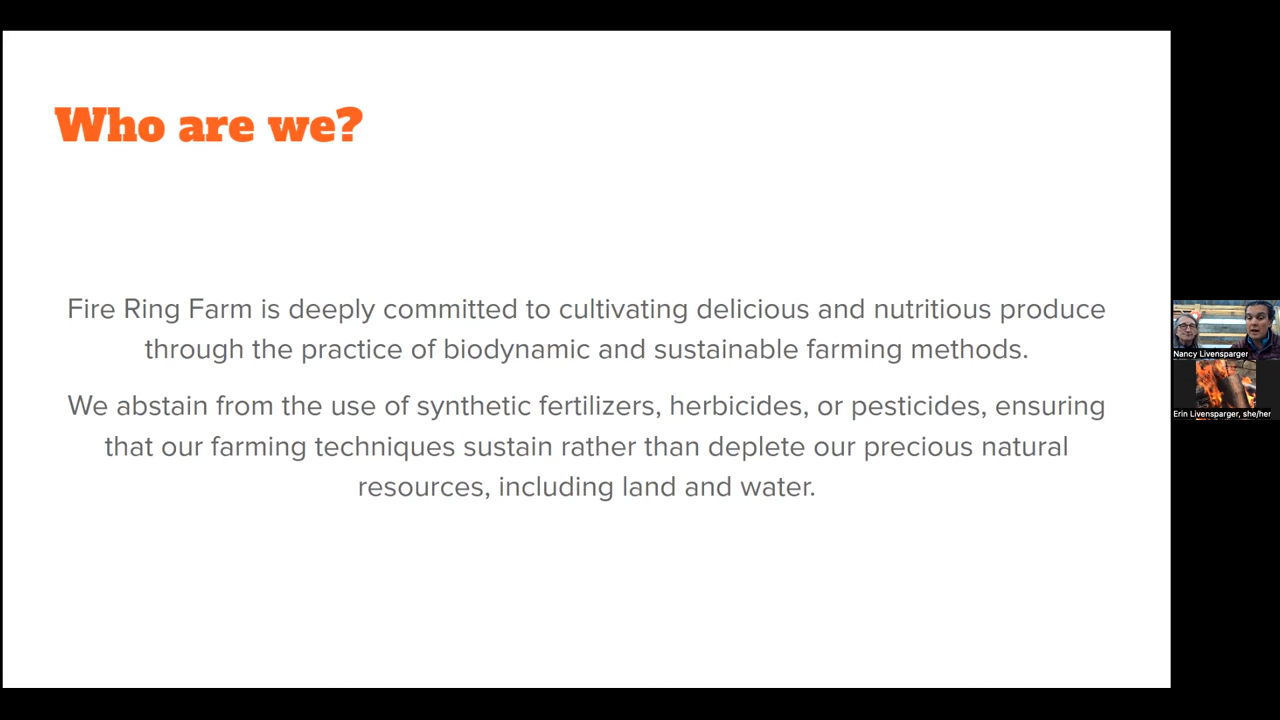 Who are we?
Fire Ring Farm is deeply committed to cultivating delicious and nutritious produce
through the practice of biodynamic and sustainable farming methods.
We abstain from the use of synthetic fertilizers, herbicides, or pesticides, ensuring
that our farming techniques sustain rather than deplete our precious natural
resources, including land and water.
Nancy Livensparger
Erin Livensparger, she/her